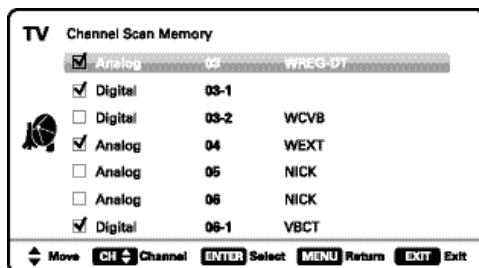 TV Channel Scan Memory
Analog 03 WREG-DT
Digital 03-1
Digital 03-2 WCVB
Analog 04 WEXT
Analog 05 NICK
Analog 06 NICK
Digital 06-1 VBCT
Move CH Channel ENTER Select MENU Return EXIT Exit